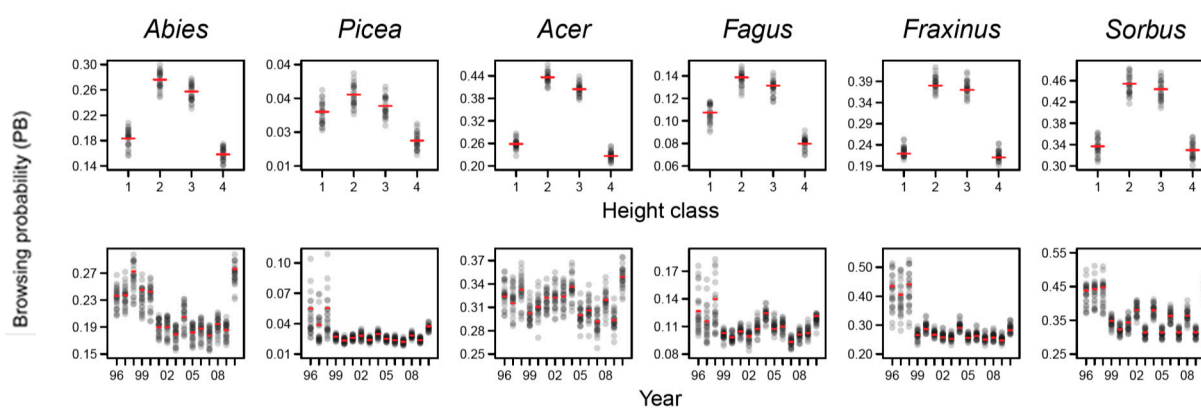 Abies Picea Acer Fagus Fraxinus Sorbus
Browsing probability (PB)
0.30 0.04 0.44 0.14 0.39 0.46
0.26 0.04 0.38 0.12 0.34 0.42
0.22 0.03 0.32 0.10 0.29 0.38
0.18 0.01 0.26 0.08 0.24 0.34
0.14 0.20 0.06 0.19 0.30
1 2 3 4 1 2 3 4 1 2 3 4 1 2 3 4 1 2 3 4 1 2 3 4
Height class
0.27 0.10 0.37 0.17 0.50 0.55
0.23 0.07 0.34 0.14 0.40 0.45
0.19 0.04 0.31 0.11 0.30 0.35
0.15 0.01 0.28 0.08 0.20 0.25
0.25
96 99 02 05 08 96 99 02 05 08 96 99 02 05 08 96 99 02 05 08 96 99 02 05 08 96 99 02 05 08
Year